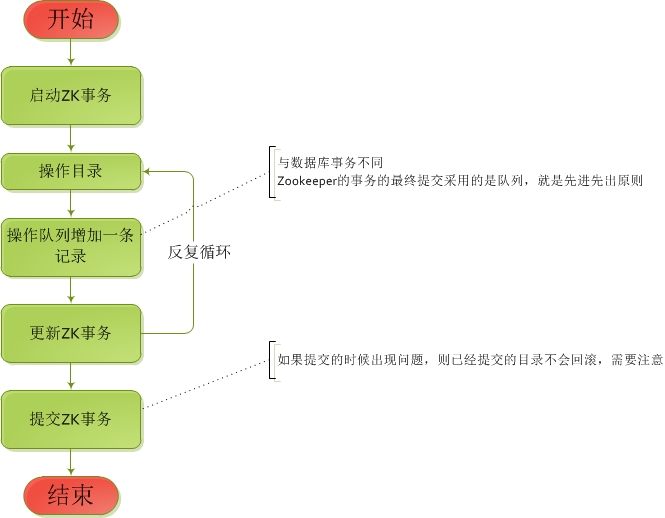 开始
启动ZK事务
操作目录
与数据库事务不同
Zookeeper的事务的最终提交采用的是队列，就是先进先出原则
操作队列增加一条
记录
反复循环
更新ZK事务
如果提交的时候出现问题，则已经提交的目录不会回滚，需要注意
提交ZK事务
结束